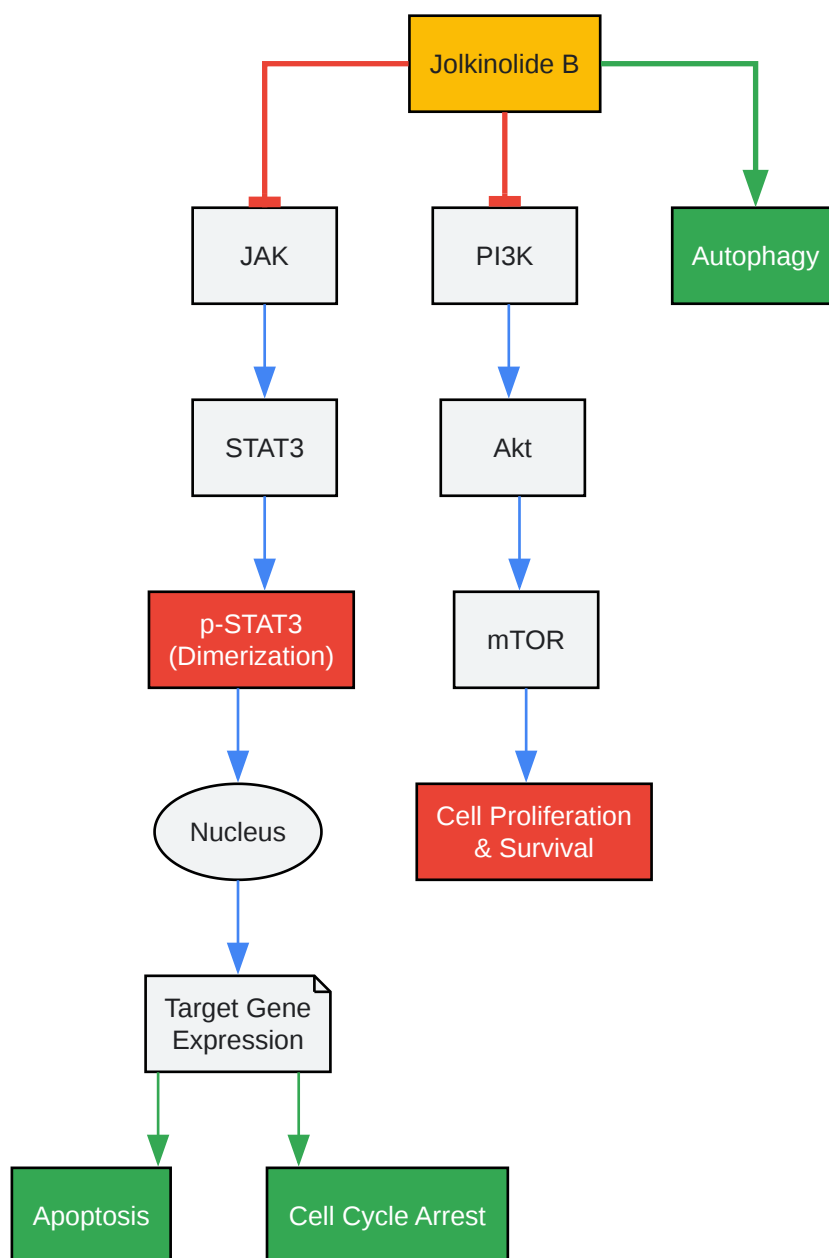 Jolkinolide B
JAK
PI3K
Autophagy
STAT3
Akt
p-STAT3
(Dimerization)
mTOR
Nucleus
Cell Proliferation
& Survival
Target Gene
Expression
Apoptosis
Cell Cycle Arrest